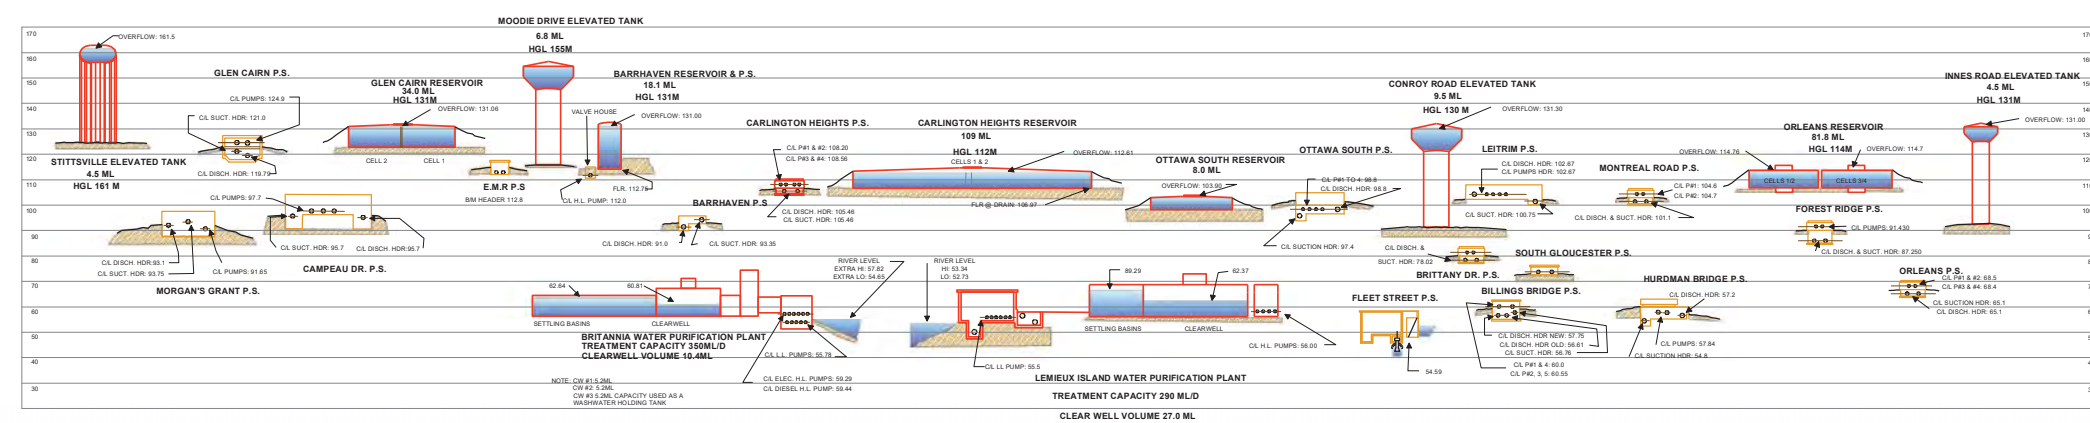 MOODIE DRIVE ELEVATED TANK
6.8 ML
HGL 155M
170
160
150
140
130
120
110
100
90
80
70
60
50
40
30
OVERFLOW: 161.5
STITTSVILLE ELEVATED TANK
4.5 ML
HGL 161 M
GLEN CAIRN P.S.
C/L PUMPS: 124.9
C/L SUCT. HDR: 121.0
C/L DISCH. HDR: 119.79
GLEN CAIRN RESERVOIR
34.0 ML
HGL 131M
OVERFLOW: 131.06
CELL 2
CELL 1
E.M.R P.S
B/M HEADER 112.8
BARRHAVEN RESERVOIR & P.S.
18.1 ML
HGL 131M
VALVE HOUSE
OVERFLOW: 131.00
FLR. 112.75
C/L H.L. PUMP: 112.0
BARRHAVEN P.S
C/L DISCH. HDR: 91.0
C/L SUCT. HDR: 93.35
CARLINGTON HEIGHTS P.S.
C/L P#1 & #2: 108.20
C/L P#3 & #4: 108.56
C/L DISCH. HDR: 105.46
C/L SUCT. HDR: 105.46
CARLINGTON HEIGHTS RESERVOIR
109 ML
HGL 112M
CELLS 1 & 2
OVERFLOW: 112.61
FLR @ DRAIN: 106.97
OTTAWA SOUTH RESERVOIR
8.0 ML
OVERFLOW: 103.90
OTTAWA SOUTH P.S.
C/L P#1 TO 4: 98.8
C/L DISCH. HDR: 98.8
C/L SUCTION HDR: 97.4
CONROY ROAD ELEVATED TANK
9.5 ML
HGL 130 M
OVERFLOW: 131.30
LEITRIM P.S.
C/L DISCH. HDR: 102.67
C/L PUMPS HDR: 102.67
C/L SUCT. HDR: 100.75
MONTREAL ROAD P.S.
C/L P#1: 104.6
C/L P#2: 104.7
C/L DISCH. & SUCT. HDR: 101.1
ORLEANS RESERVOIR
81.8 ML
HGL 114M
OVERFLOW: 114.76
OVERFLOW: 114.7
CELLS 1/2
CELLS 3/4
INNES ROAD ELEVATED TANK
4.5 ML
HGL 131M
OVERFLOW: 131.00
FOREST RIDGE P.S.
C/L PUMPS: 91.430
C/L DISCH. & SUCT HDR: 87.250
MORGAN'S GRANT P.S.
C/L DISCH. HDR:93.1
C/L SUCT. HDR: 93.75
C/L PUMPS: 91.65
CAMPEAU DR. P.S.
C/L PUMPS: 97.7
C/L SUCT HDR: 95.7
C/L DISCH. HDR:95.7
62.64
60.81
SETTLING BASINS
CLEARWELL
BRITANNIA WATER PURIFICATION PLANT
TREATMENT CAPACITY 350ML/D
CLEARWELL VOLUME 10.4ML
NOTE: CW #1:5.2ML
CW #2: 5.2ML
CW #3 5.2ML CAPACITY USED AS A
WASHWATER HOLDING TANK
RIVER LEVEL
EXTRA HI: 57.82
EXTRA LO: 54.65
C/L L.L. PUMPS: 55.78
C/L ELEC. H.L. PUMPS: 59.29
C/L DIESEL H.L. PUMP: 59.44
RIVER LEVEL
HI: 53.34
LO: 52.73
C/L LL PUMP: 55.5
89.29
62.37
SETTLING BASINS
CLEARWELL
C/L H.L. PUMPS: 56.00
LEMIEUX ISLAND WATER PURIFICATION PLANT
TREATMENT CAPACITY 290 ML/D
CLEAR WELL VOLUME 27.0 ML
FLEET STREET P.S.
54.59
C/L DISCH. &
SUCT. HDR: 78.02
BRITTANY DR. P.S.
SOUTH GLOUCESTER P.S.
BILLINGS BRIDGE P.S.
C/L DISCH. HDR NEW: 57.75
C/L DISCH. HDR OLD: 56.61
C/L SUCT. HDR: 56.76
C/L P#1 & 4: 60.0
C/L P#2, 3, 5: 60.55
HURDMAN BRIDGE P.S.
C/L DISCH. HDR: 57.2
C/L PUMPS: 57.84
C/L SUCTION HDR: 54.8
ORLEANS P.S.
C/L P#1 & #2: 68.5
C/L P#3 & #4: 68.4
C/L SUCTION HDR: 65.1
C/L DISCH. HDR: 65.1